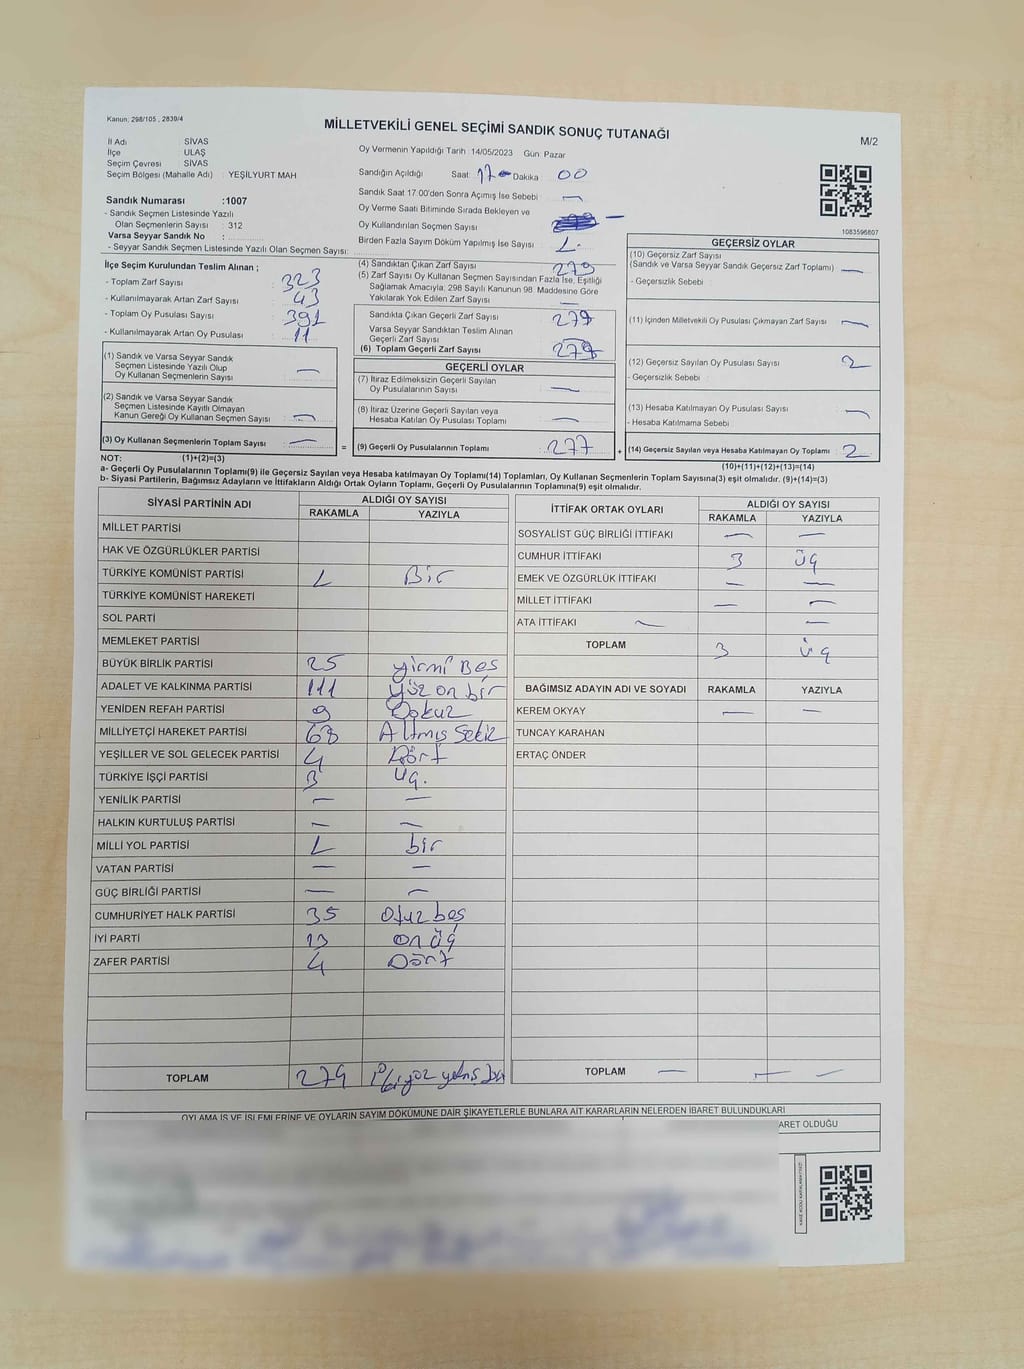 Kanun; 298/105 , 2839/4
MİLLETVEKİLİ GENEL SEÇİMİ SANDIK SONUÇ TUTANAĞI
M/2
İl Adı SİVAS
İlçe ULAŞ
Seçim Çevresi SİVAS
Seçim Bölgesi (Mahalle Adı) : YEŞİLYURT MAH
Sandık Numarası :1007
- Sandık Seçmen Listesinde Yazılı
Olan Seçmenlerin Sayısı : 312
Varsa Seyyar Sandık No :
- Seyyar Sandık Seçmen Listesinde Yazılı Olan Seçmen Sayısı:
Oy Vermenin Yapıldığı Tarih :14/05/2023 Gün: Pazar
Sandığın Açıldığı Saat: 17 Dakika : 00
Sandık Saat 17.00'den Sonra Açımış İse Sebebi : —
Oy Verme Saati Bitiminde Sırada Bekleyen ve
Oy Kullandırılan Seçmen Sayısı —
Birden Fazla Sayım Döküm Yapılmış İse Sayısı 1.
1083596807
İlçe Seçim Kurulundan Teslim Alınan ;
- Toplam Zarf Sayısı : 323
- Kullanılmayarak Artan Zarf Sayısı : 43
- Toplam Oy Pusulası Sayısı : 391
- Kullanılmayarak Artan Oy Pusulası : 11
(1) Sandık ve Varsa Seyyar Sandık
Seçmen Listesinde Yazılı Olup
Oy Kullanan Seçmenlerin Sayısı : —
(2) Sandık ve Varsa Seyyar Sandık
Seçmen Listesinde Kayıtlı Olmayan
Kanun Gereği Oy Kullanan Seçmen Sayısı : —
(3) Oy Kullanan Seçmenlerin Toplam Sayısı : —
(4) Sandıktan Çıkan Zarf Sayısı : 279
(5) Zarf Sayısı Oy Kullanan Seçmen Sayısından Fazla İse, Eşitliği
Sağlamak Amacıyla; 298 Sayılı Kanunun 98. Maddesine Göre
Yakılarak Yok Edilen Zarf Sayısı : —
Sandıkta Çıkan Geçerli Zarf Sayısı : 279
Varsa Seyyar Sandıktan Teslim Alınan
Geçerli Zarf Sayısı
(6) Toplam Geçerli Zarf Sayısı 279
GEÇERLİ OYLAR
(7) İtiraz Edilmeksizin Geçerli Sayılan
Oy Pusulalarının Sayısı : —
(8) İtiraz Üzerine Geçerli Sayılan veya
Hesaba Katılan Oy Pusulası Toplamı : —
= (9) Geçerli Oy Pusulalarının Toplamı : 277
GEÇERSİZ OYLAR
(10) Geçersiz Zarf Sayısı
(Sandık ve Varsa Seyyar Sandık Geçersiz Zarf Toplamı) : —
- Geçersizlik Sebebi :
(11) İçinden Milletvekili Oy Pusulası Çıkmayan Zarf Sayısı : —
(12) Geçersiz Sayılan Oy Pusulası Sayısı : 2
- Geçersizlik Sebebi :
(13) Hesaba Katılmayan Oy Pusulası Sayısı : —
- Hesaba Katılmama Sebebi
+ (14) Geçersiz Sayılan veya Hesaba Katılmayan Oy Toplamı : 2
NOT: (1)+(2)=(3)
(10)+(11)+(12)+(13)=(14)
a- Geçerli Oy Pusulalarının Toplamı(9) ile Geçersiz Sayılan veya Hesaba katılmayan Oy Toplamı(14) Toplamları, Oy Kullanan Seçmenlerin Toplam Sayısına(3) eşit olmalıdır. (9)+(14)=(3)
b- Siyasi Partilerin, Bağımsız Adayların ve İttifakların Aldığı Ortak Oyların Toplamı, Geçerli Oy Pusulalarının Toplamına(9) eşit olmalıdır.
SİYASİ PARTİNİN ADI ALDIĞI OY SAYISI
RAKAMLA YAZIYLA
MİLLET PARTİSİ
HAK VE ÖZGÜRLÜKLER PARTİSİ
TÜRKİYE KOMÜNİST PARTİSİ 1 Bir
TÜRKİYE KOMÜNİST HAREKETİ
SOL PARTİ
MEMLEKET PARTİSİ
BÜYÜK BİRLİK PARTİSİ 25 yirmi Beş
ADALET VE KALKINMA PARTİSİ 111 Yüz on bir
YENİDEN REFAH PARTİSİ 9 Dokuz
MİLLİYETÇİ HAREKET PARTİSİ 68 Altmış Sekiz
YEŞİLLER VE SOL GELECEK PARTİSİ 4 Dört
TÜRKİYE İŞÇİ PARTİSİ 3 üç.
YENİLİK PARTİSİ — —
HALKIN KURTULUŞ PARTİSİ — —
MİLLİ YOL PARTİSİ 1 bir
VATAN PARTİSİ — —
GÜÇ BİRLİĞİ PARTİSİ — —
CUMHURİYET HALK PARTİSİ 35 Otuz beş
İYİ PARTİ 13 on üç
ZAFER PARTİSİ 4 Dört
TOPLAM 274
İTTİFAK ORTAK OYLARI ALDIĞI OY SAYISI
RAKAMLA YAZIYLA
SOSYALİST GÜÇ BİRLİĞİ İTTİFAKI — —
CUMHUR İTTİFAKI 3 üç
EMEK VE ÖZGÜRLÜK İTTİFAKI — —
MİLLET İTTİFAKI — —
ATA İTTİFAKI — —
TOPLAM 3 üç
BAĞIMSIZ ADAYIN ADI VE SOYADI RAKAMLA YAZIYLA
KEREM OKYAY — —
TUNCAY KARAHAN
ERTAÇ ÖNDER
TOPLAM — — —
OYLAMA İŞ VE İŞLEMLERİNE VE OYLARIN SAYIM DÖKÜMÜNE DAİR ŞİKAYETLERLE BUNLARA AİT KARARLARIN NELERDEN İBARET BULUNDUKLARI
ARET OLDUĞU